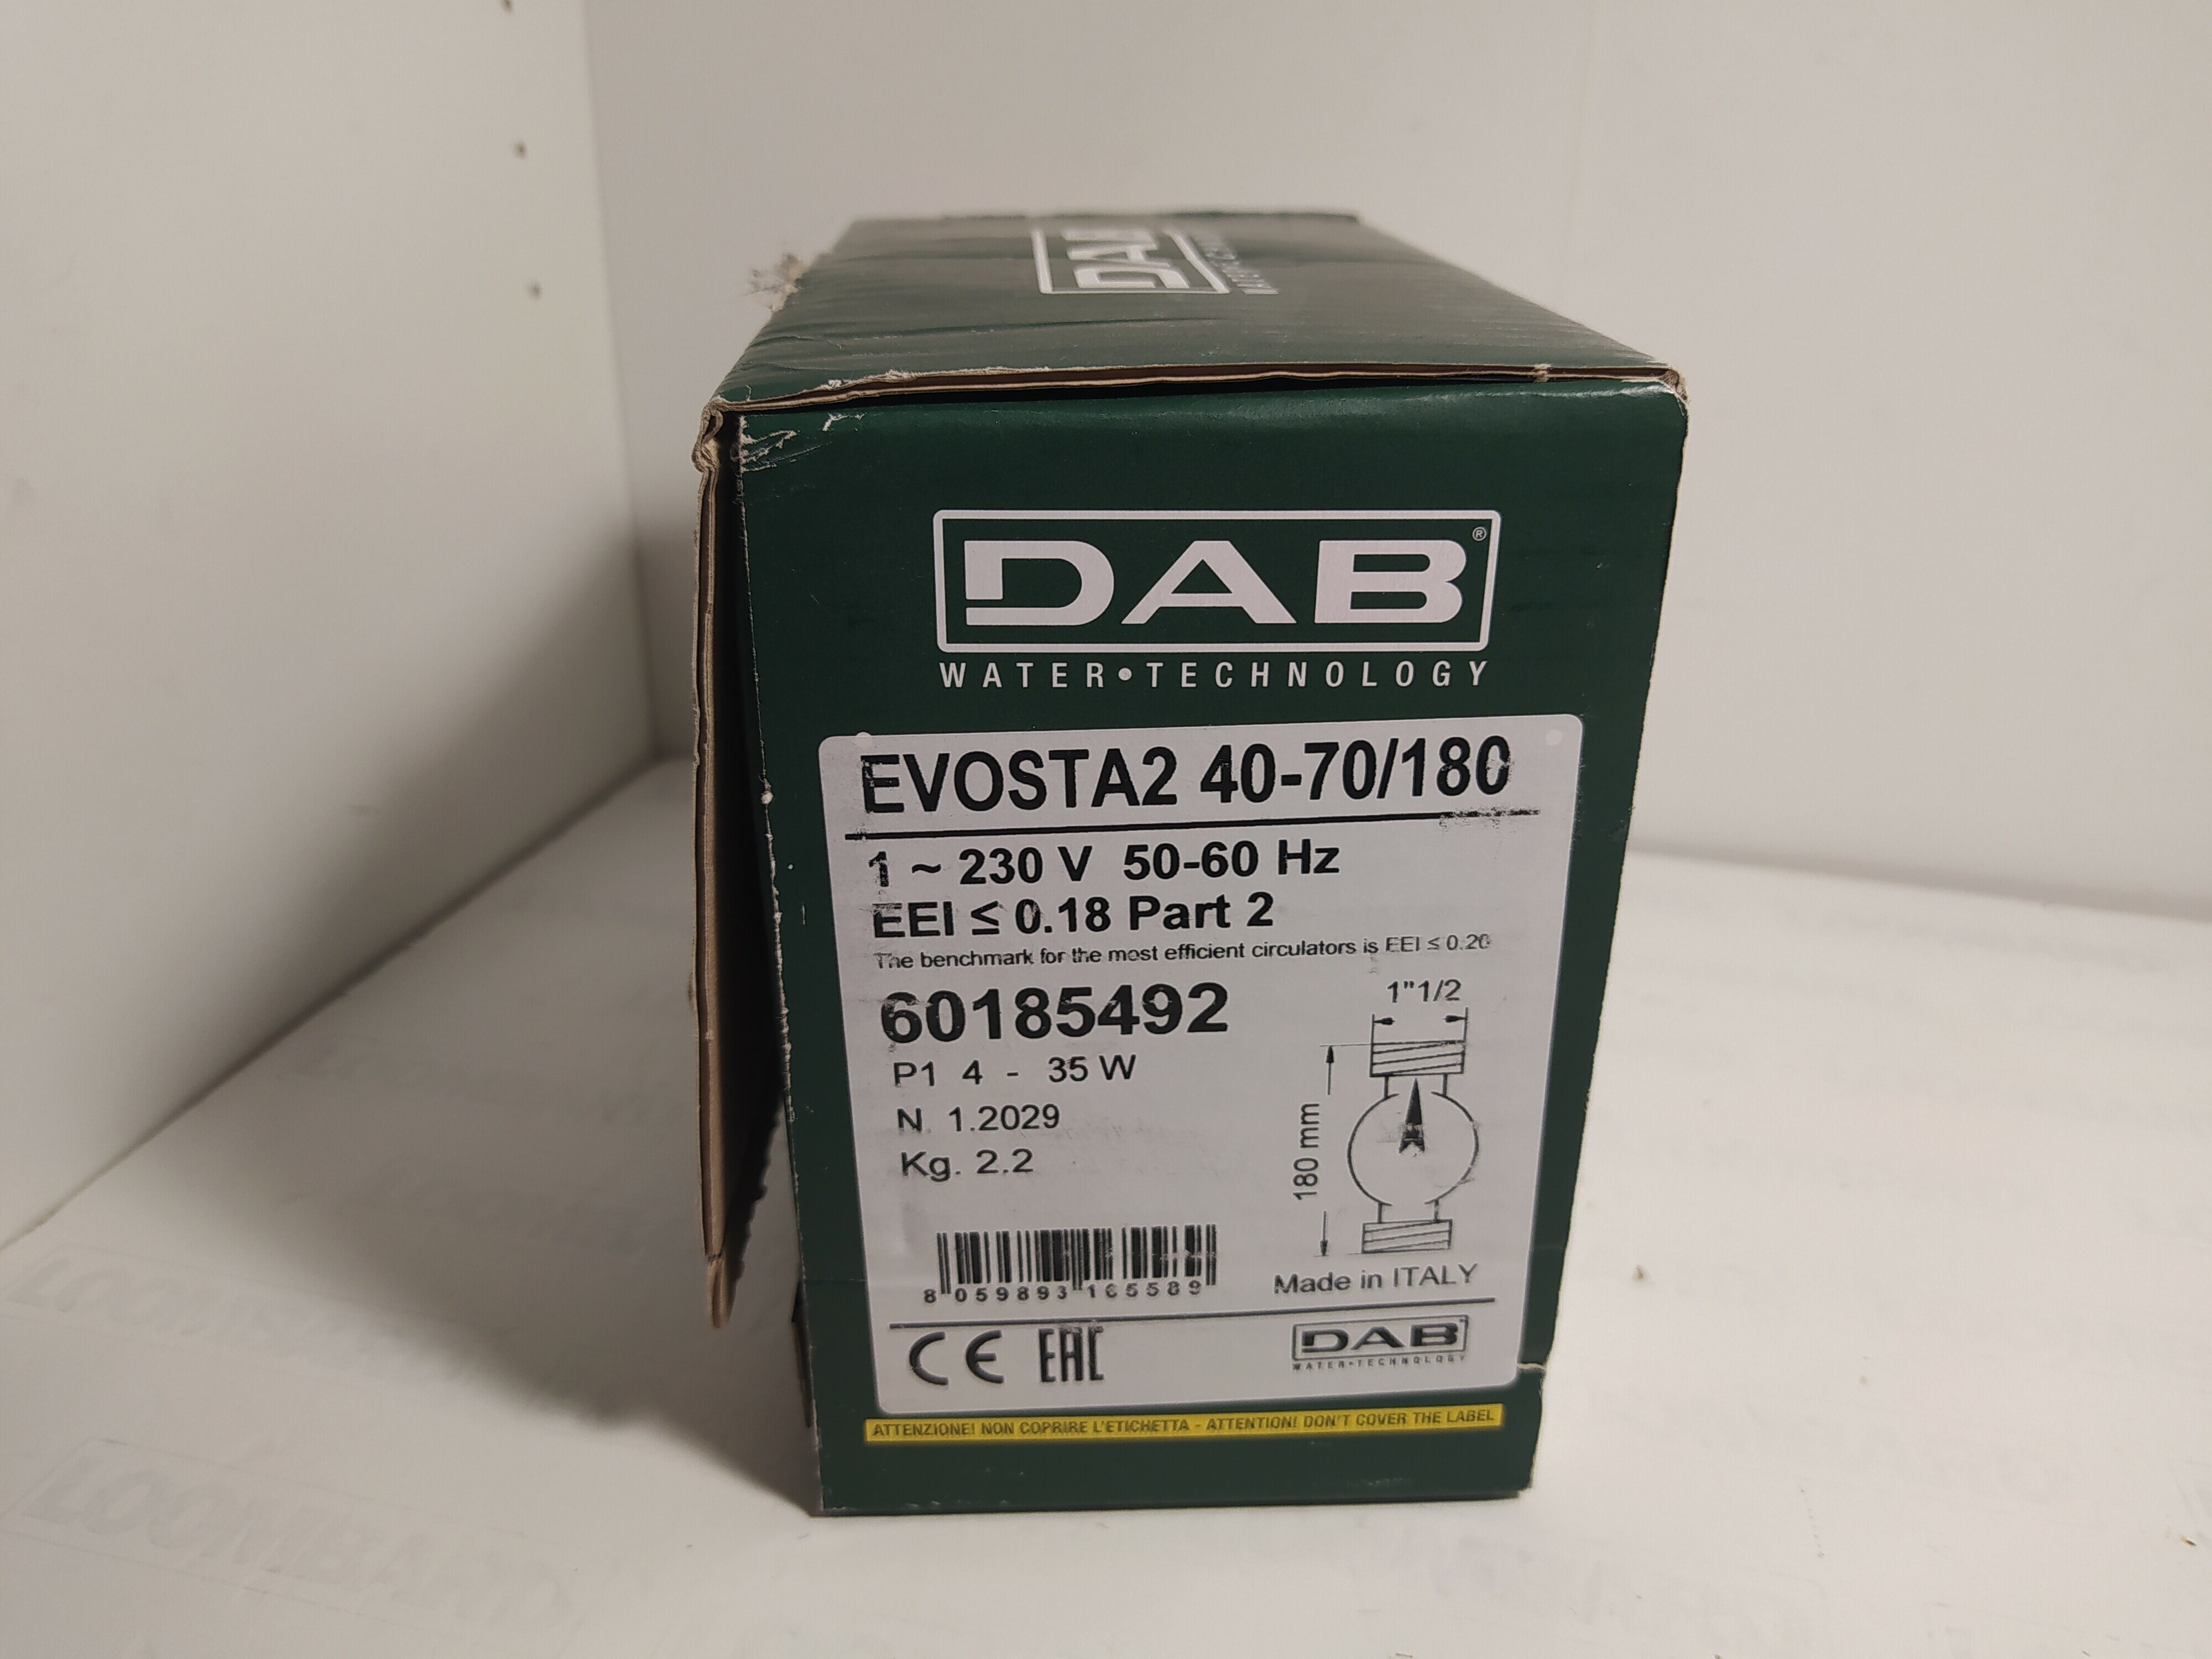 DAB
DAB®
WATER•TECHNOLOGY
EVOSTA2 40-70/180
1 ~ 230 V 50-60 Hz
EEI ≤ 0.18 Part 2
The benchmark for the most efficient circulators is EEI ≤ 0.20
60185492
P1 4 - 35 W
N. 1.2029
Kg. 2.2
1"1/2
180 mm
8 059893 165589
Made in ITALY
CE EAC
DAB
WATER•TECHNOLOGY
ATTENZIONE! NON COPRIRE L'ETICHETTA - ATTENTION! DON'T COVER THE LABEL
LOOMBARD